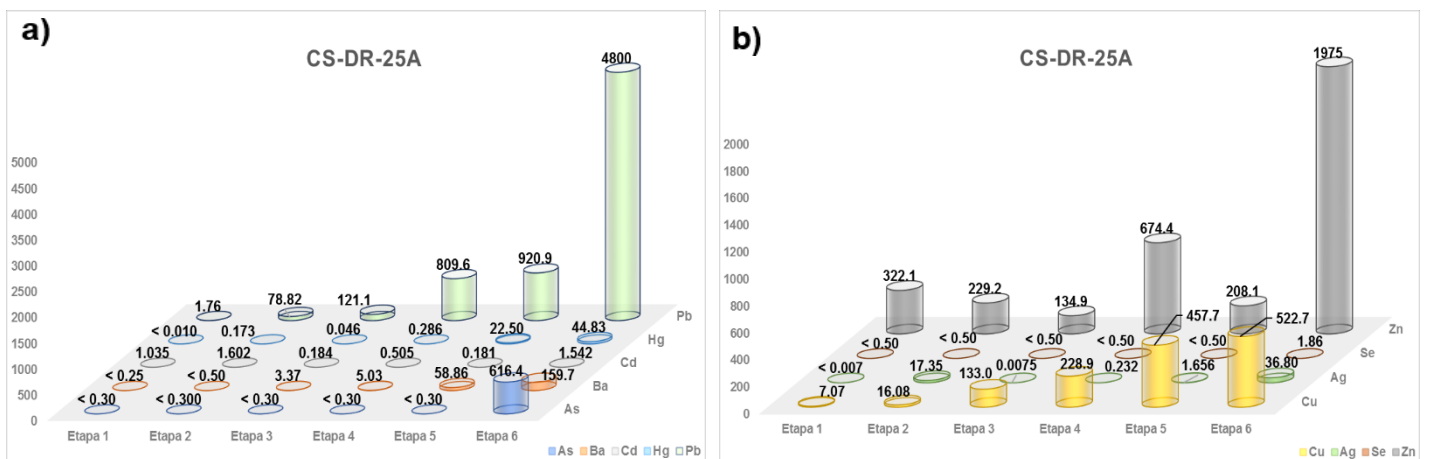 a)
CS-DR-25A
4800
5000
4500
4000
3500
3000
2500
2000
1500
1000
500
0
1.76 78.82 121.1 809.6 920.9
< 0.010 0.173 0.046 0.286 22.50 44.83
1.035 1.602 0.184 0.505 0.181 1.542
< 0.25 < 0.50 3.37 5.03 58.86 159.7
< 0.30 < 0.300 < 0.30 < 0.30 < 0.30 616.4
Pb
Hg
Cd
Ba
As
Etapa 1 Etapa 2 Etapa 3 Etapa 4 Etapa 5 Etapa 6
As Ba Cd Hg Pb
b)
CS-DR-25A
1975
2000
1800
1600
1400
1200
1000
800
600
400
200
0
322.1 229.2 134.9 674.4 208.1
< 0.50 < 0.50 < 0.50 < 0.50 < 0.50 1.86
< 0.007 17.35 0.0075 0.232 1.656 36.80
7.07 16.08 133.0 228.9 457.7 522.7
Zn
Se
Ag
Cu
Etapa 1 Etapa 2 Etapa 3 Etapa 4 Etapa 5 Etapa 6
Cu Ag Se Zn